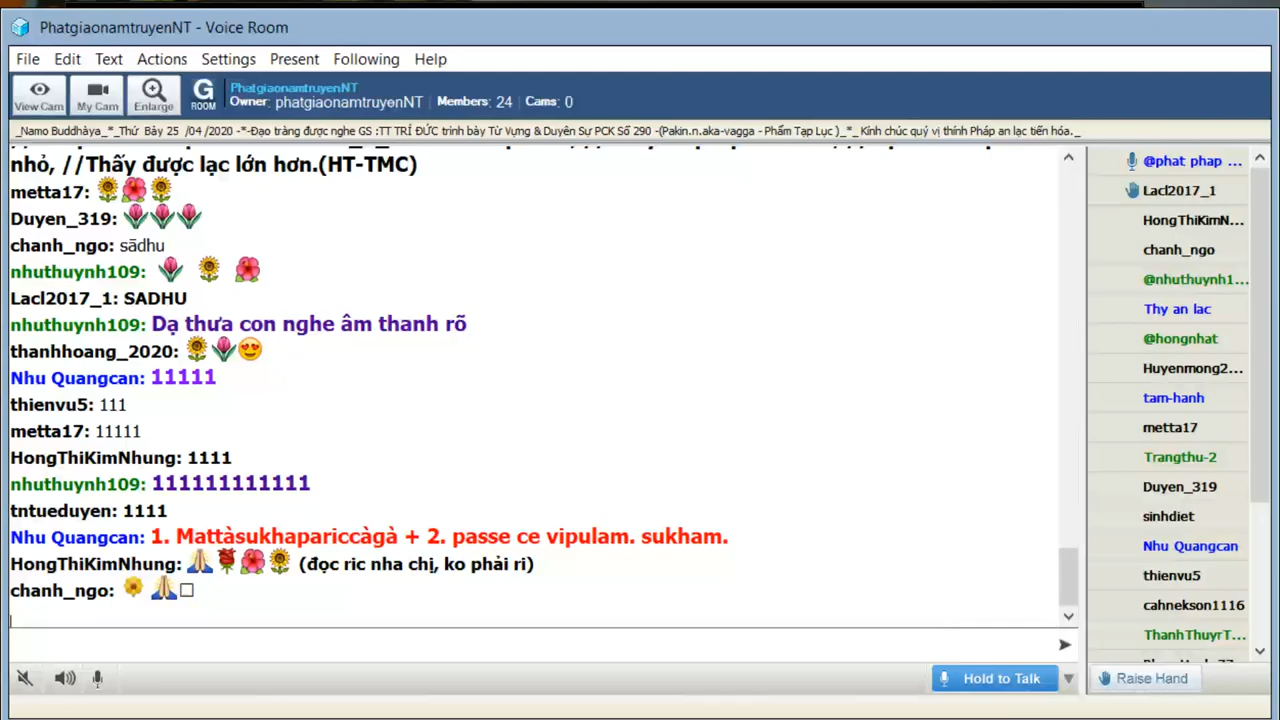 PhatgiaonamtruyenNT - Voice Room
File Edit Text Actions Settings Present Following Help
View Cam
My Cam
Enlarge
G ROOM
PhatgiaonamtruyenNT
Owner: phatgiaonamtruyenNT Members: 24 Cams: 0
_Namo Buddhàya_*_Thứ Bảy 25 /04 /2020 -*-Đạo tràng được nghe GS :TT TRÍ ĐỨC trình bày Từ Vựng & Duyên Sự PCK Số 290 -(Pakin.n.aka-vagga - Phẩm Tạp Lục )_*_ Kính chúc quý vị thính Pháp an lạc tiến hóa._
nhỏ, //Thấy được lạc lớn hơn.(HT-TMC)
metta17:
Duyen_319:
chanh_ngo: sādhu
nhuthuynh109:
Lacl2017_1: SADHU
nhuthuynh109: Dạ thưa con nghe âm thanh rõ
thanhhoang_2020:
Nhu Quangcan: 11111
thienvu5: 111
metta17: 11111
HongThiKimNhung: 1111
nhuthuynh109: 111111111111
tntueduyen: 1111
Nhu Quangcan: 1. Mattàsukhapariccàgà + 2. passe ce vipulam. sukham.
HongThiKimNhung: (đọc ric nha chị, ko phải ri)
chanh_ngo:
@phat phap ...
Lacl2017_1
HongThiKimN...
chanh_ngo
@nhuthuynh1...
Thy an lac
@hongnhat
Huyenmong2...
tam-hanh
metta17
Trangthu-2
Duyen_319
sinhdiet
Nhu Quangcan
thienvu5
cahnekson1116
ThanhThuyrT...
Hold to Talk
Raise Hand